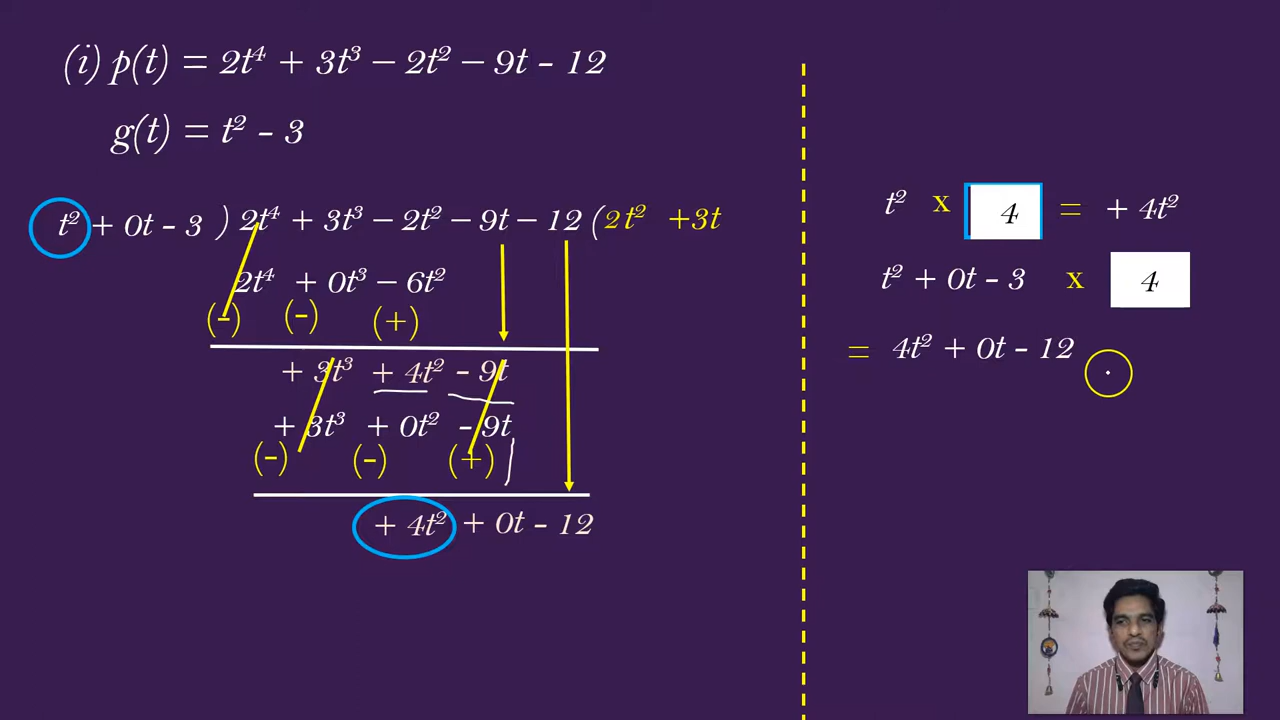 (i) p(t) = 2t⁴ + 3t³ – 2t² – 9t - 12
g(t) = t² - 3
t² + 0t - 3 ) 2t⁴ + 3t³ – 2t² – 9t – 12 ( 2t² +3t
2t⁴ + 0t³ – 6t²
(-) (-) (+)
+ 3t³ + 4t² - 9t
+ 3t³ + 0t² - 9t
(-) (-) (+)
+ 4t² + 0t - 12
t² x 4 = + 4t²
t² + 0t - 3 x 4
= 4t² + 0t - 12